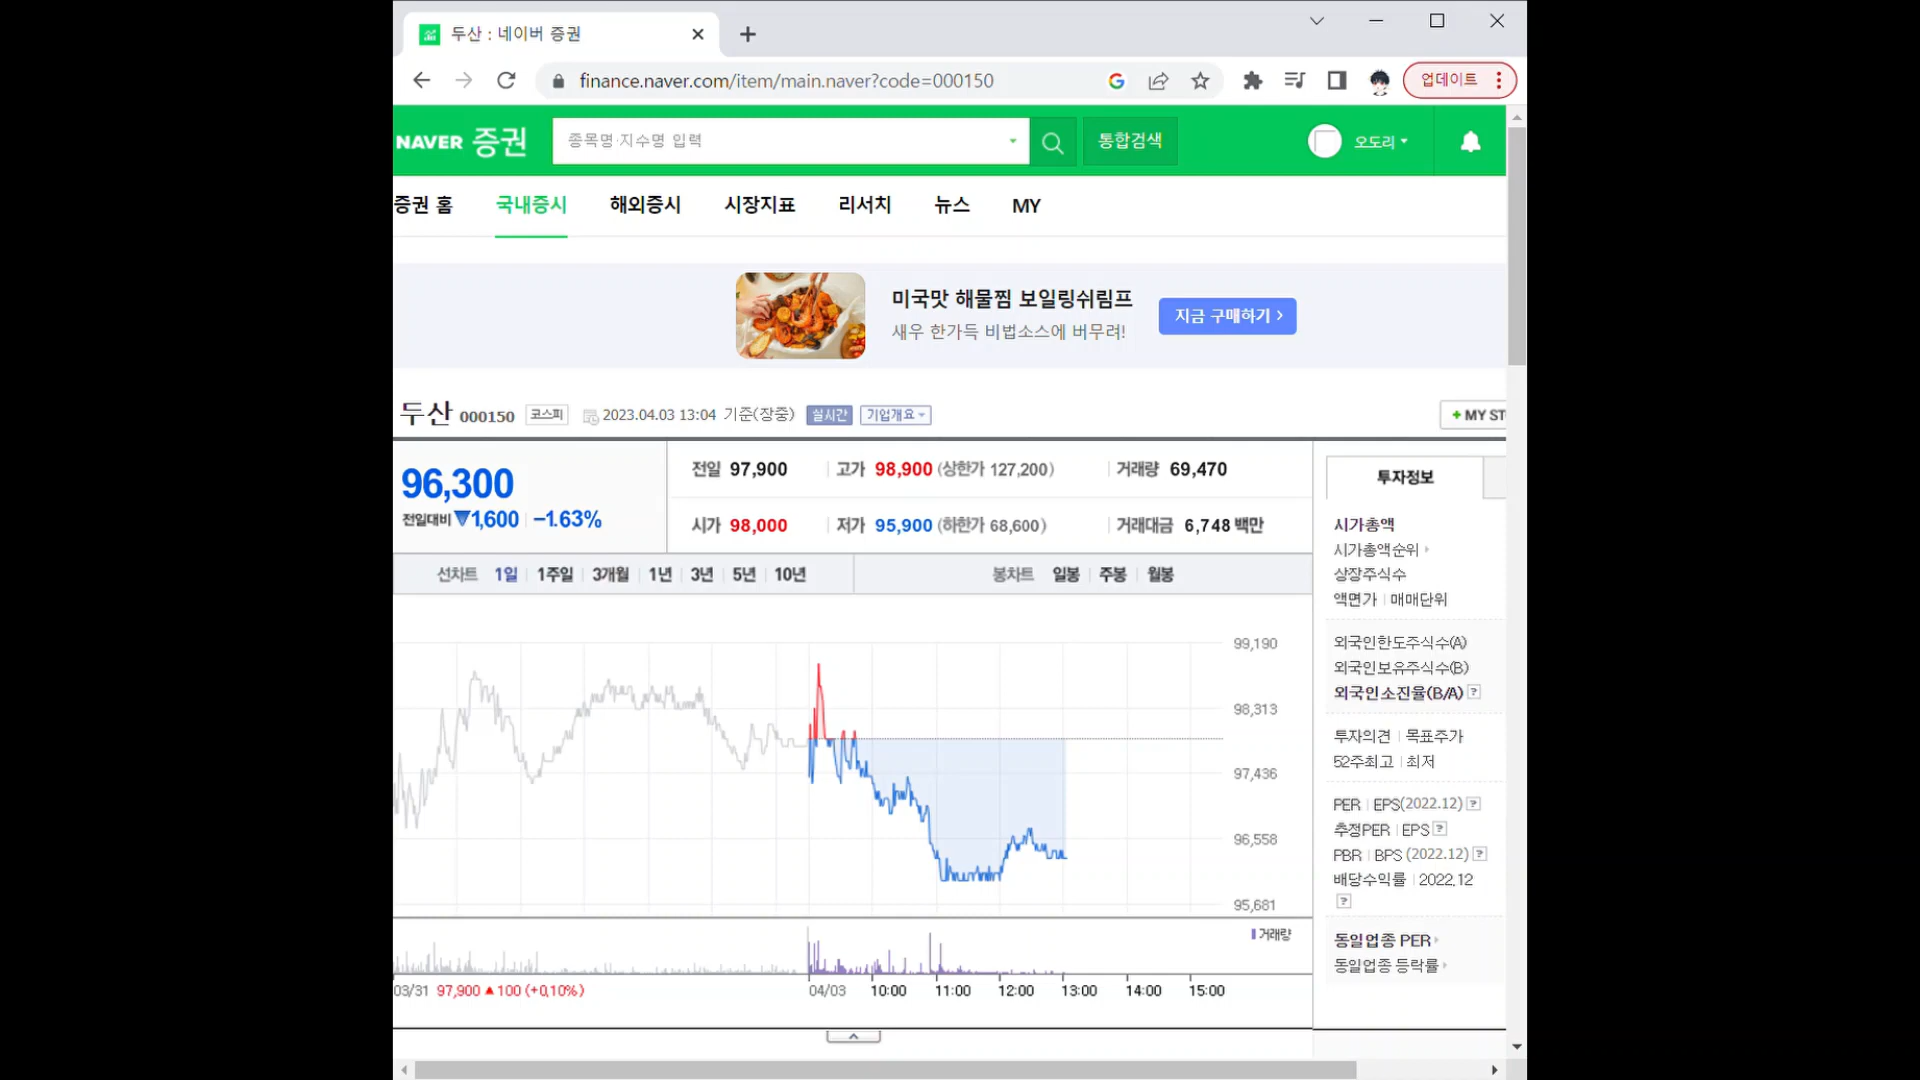 두산 : 네이버 증권
finance.naver.com/item/main.naver?code=000150
업데이트
NAVER 증권
종목명·지수명 입력
통합검색
오도리
증권 홈 국내증시 해외증시 시장지표 리서치 뉴스 MY
미국맛 해물찜 보일링쉬림프
새우 한가득 비법소스에 버무려!
지금 구매하기
두산 000150 코스피 2023.04.03 13:04 기준(장중) 실시간 기업개요
+ MY ST
96,300
전일대비 ▼1,600 -1.63%
전일 97,900 고가 98,900 (상한가 127,200) 거래량 69,470
시가 98,000 저가 95,900 (하한가 68,600) 거래대금 6,748 백만
선차트 1일 1주일 3개월 1년 3년 5년 10년
봉차트 일봉 주봉 월봉
99,190
98,313
97,436
96,558
95,681
거래량
03/31 97,900 ▲100 (+0.10%)
04/03 10:00 11:00 12:00 13:00 14:00 15:00
투자정보
시가총액
시가총액순위
상장주식수
액면가 매매단위
외국인한도주식수(A)
외국인보유주식수(B)
외국인소진율(B/A) ?
투자의견 목표주가
52주최고 최저
PER EPS(2022.12) ?
추정PER EPS ?
PBR BPS (2022.12) ?
배당수익률 2022.12
?
동일업종 PER
동일업종 등락률